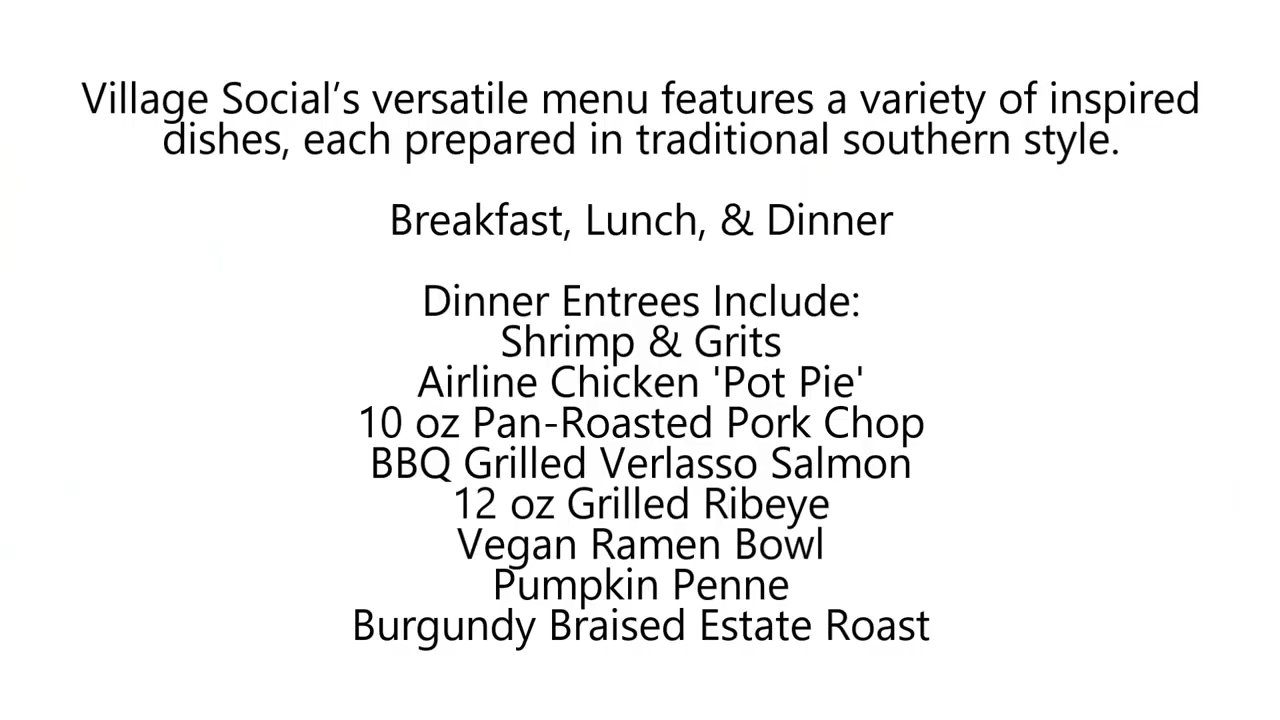 Village Social’s versatile menu features a variety of inspired
dishes, each prepared in traditional southern style.
Breakfast, Lunch, & Dinner
Dinner Entrees Include:
Shrimp & Grits
Airline Chicken 'Pot Pie'
10 oz Pan-Roasted Pork Chop
BBQ Grilled Verlasso Salmon
12 oz Grilled Ribeye
Vegan Ramen Bowl
Pumpkin Penne
Burgundy Braised Estate Roast